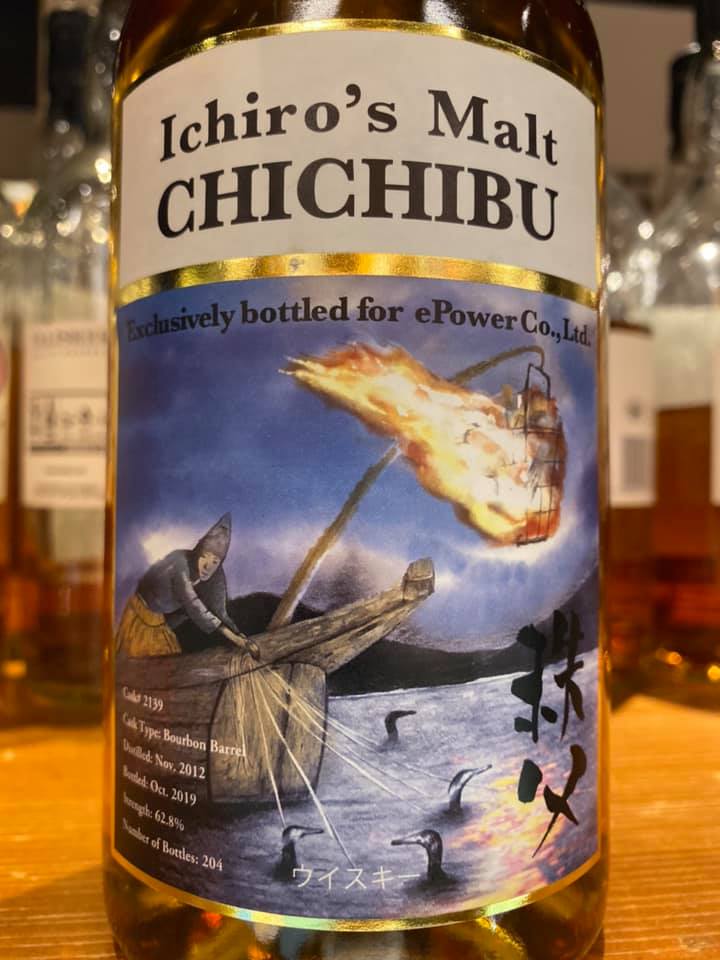 Ichiro's Malt
CHICHIBU
Exclusively bottled for ePower Co., Ltd.
秩父
Cask# 2139
Cask Type: Bourbon Barrel
Distilled: Nov. 2012
Bottled: Oct. 2019
Strength: 62.8%
Number of Bottles: 204
ウイスキー